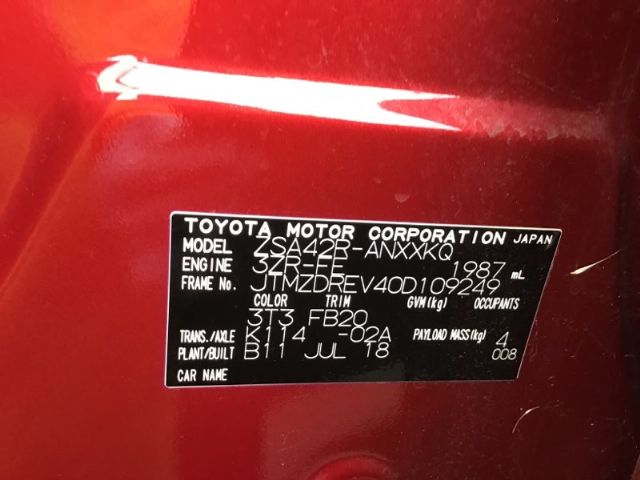 TOYOTA MOTOR CORPORATION JAPAN
MODEL ZSA42R-ANXXKQ
ENGINE 3ZR-FE 1987 mL
FRAME No. JTMZDREV40D109249
COLOR TRIM GVM(kg) OCCUPANTS
3T3 FB20
TRANS./AXLE K114 -02A PAYLOAD MASS(kg) 4
PLANT/BUILT B11 JUL 18 008
CAR NAME